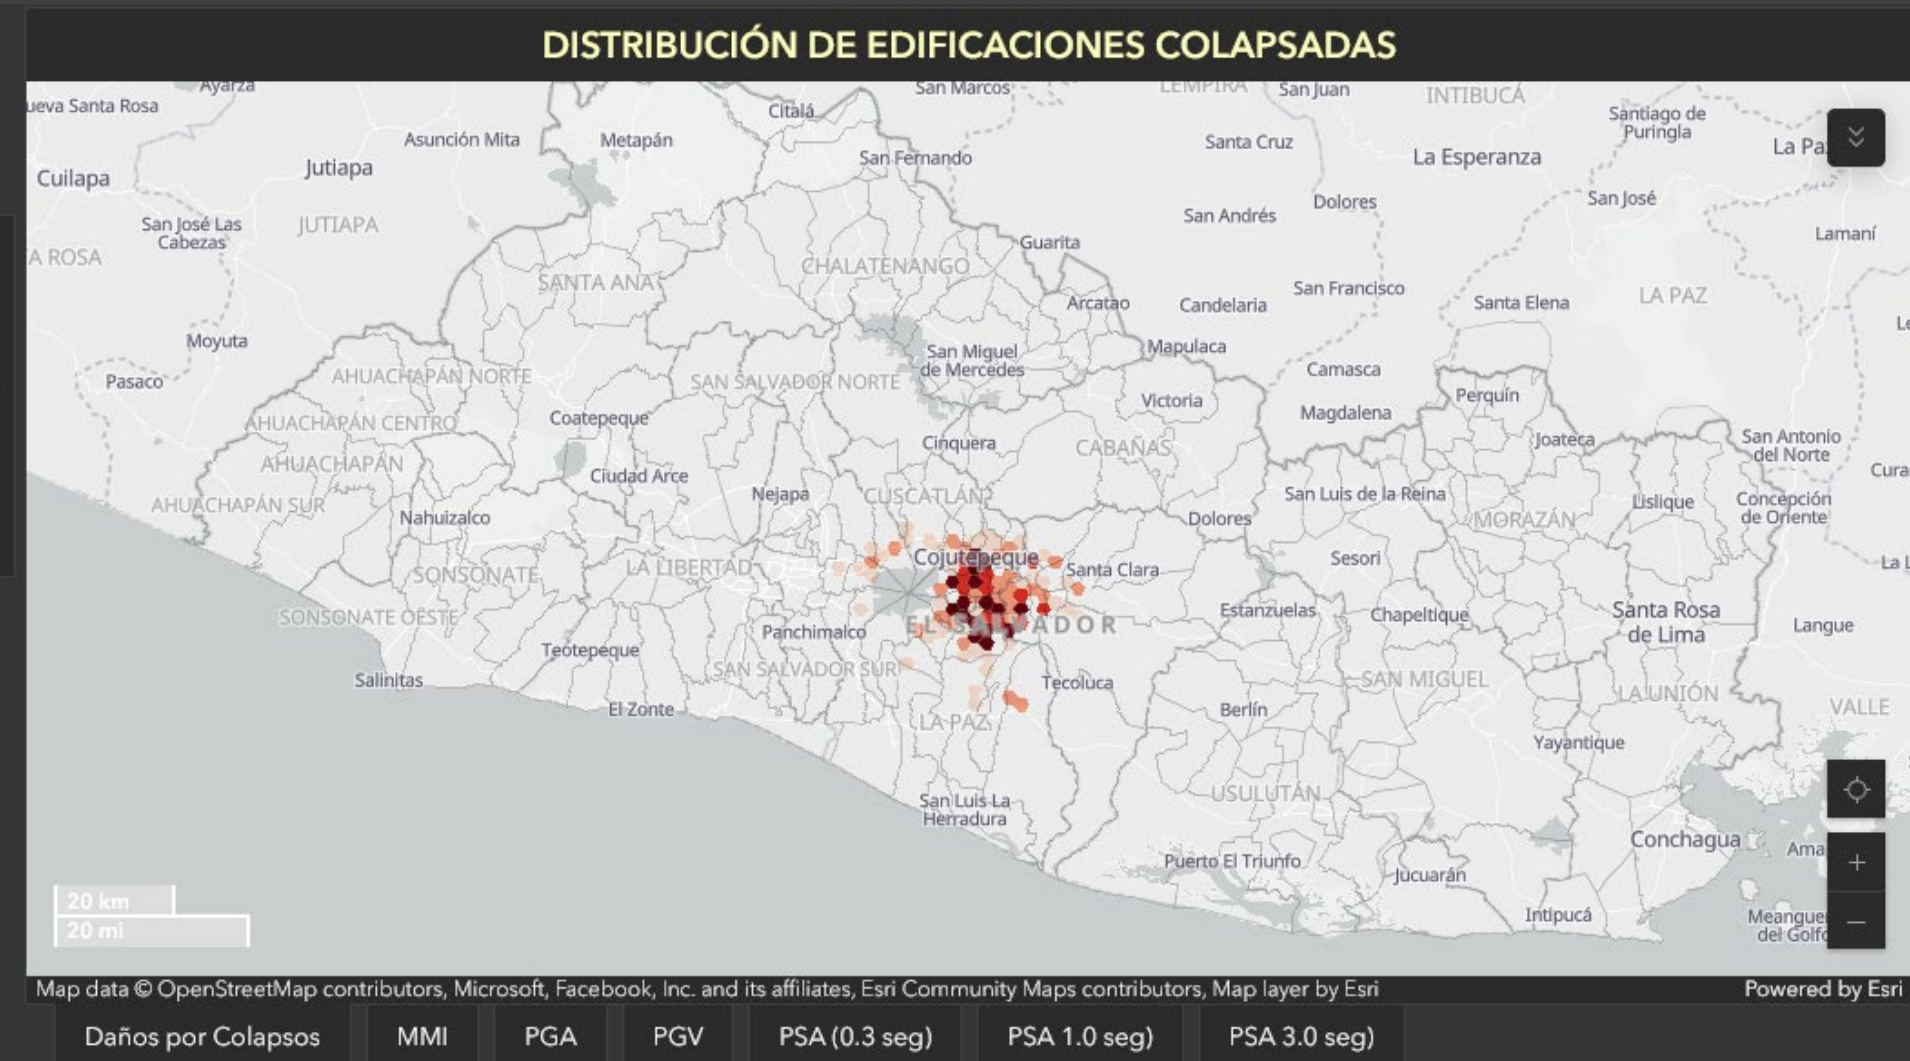 DISTRIBUCIÓN DE EDIFICACIONES COLAPSADAS
Ayarza
San Marcos
LEMPIRA
San Juan
INTIBUCÁ
ueva Santa Rosa
Citalá
Santiago de
Puringla
Asunción Mita
Metapán
Santa Cruz
La Esperanza
La Pa
Jutiapa
San Fernando
Cuilapa
San José
Dolores
San José Las
Cabezas
JUTIAPA
San Andrés
Lamaní
Guarita
A ROSA
CHALATENANGO
SANTA ANA
San Francisco
LA PAZ
Arcatao
Candelaria
Santa Elena
Le
Moyuta
Mapulaca
San Miguel
de Mercedes
Camasca
AHUACHAPÁN NORTE
SAN SALVADOR NORTE
Pasaco
Victoria
Perquín
Magdalena
Coatepeque
AHUACHAPÁN CENTRO
Cinquera
CABAÑAS
Joateca
San Antonio
del Norte
AHUACHAPÁN
Ciudad Arce
Cura
Nejapa
CUSCATLÁN
San Luis de la Reina
Lislique
Concepción
de Oriente
AHUACHAPÁN SUR
Nahuizalco
Dolores
MORAZÁN
Cojutepeque
Sesori
La L
SONSONATE
LA LIBERTAD
Santa Clara
SONSONATE OESTE
Estanzuelas
Chapeltique
Santa Rosa
de Lima
Langue
EL SALVADOR
Panchimalco
Teotepeque
SAN SALVADOR SUR
Salinitas
Tecoluca
SAN MIGUEL
LA UNIÓN
El Zonte
LA PAZ
Berlín
VALLE
Yayantique
USULUTÁN
San Luis La
Herradura
Conchagua
Ama
Puerto El Triunfo
Jucuarán
20 km
20 mi
Intipucá
Meangue
del Golfo
Map data © OpenStreetMap contributors, Microsoft, Facebook, Inc. and its affiliates, Esri Community Maps contributors, Map layer by Esri
Powered by Esri
Daños por Colapsos
MMI
PGA
PGV
PSA (0.3 seg)
PSA 1.0 seg)
PSA 3.0 seg)